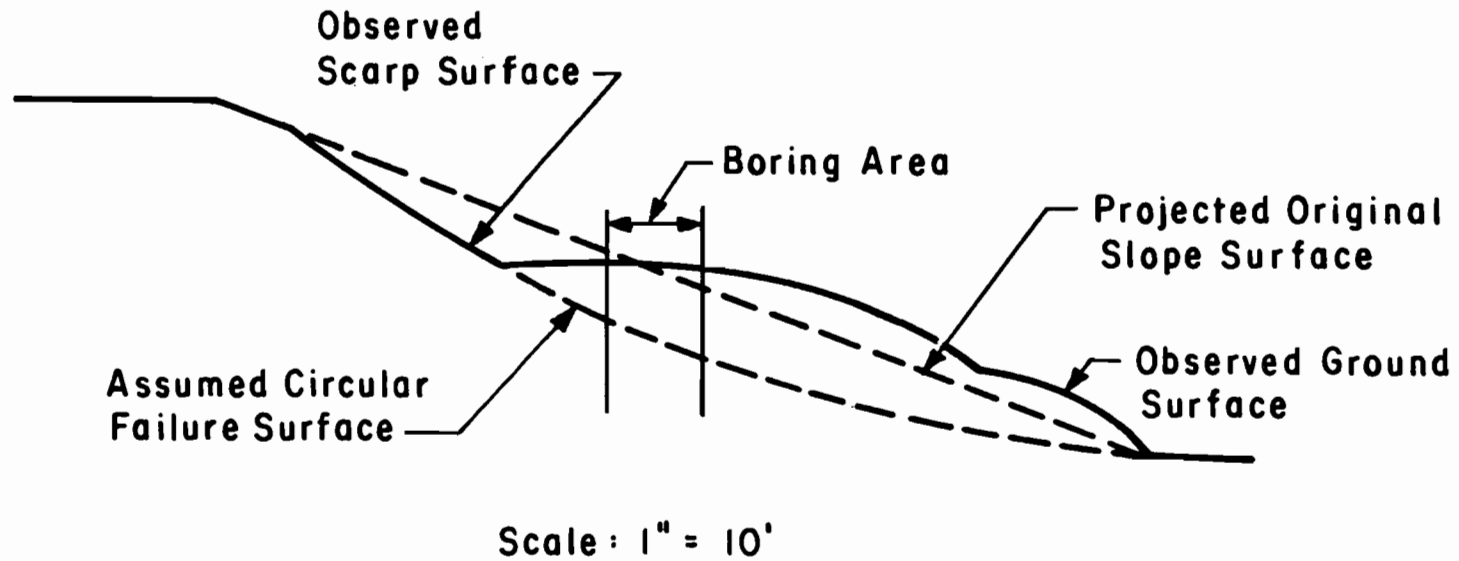 Observed
Scarp Surface
Boring Area
Projected Original
Slope Surface
Assumed Circular
Failure Surface
Observed Ground
Surface
Scale: 1" = 10'